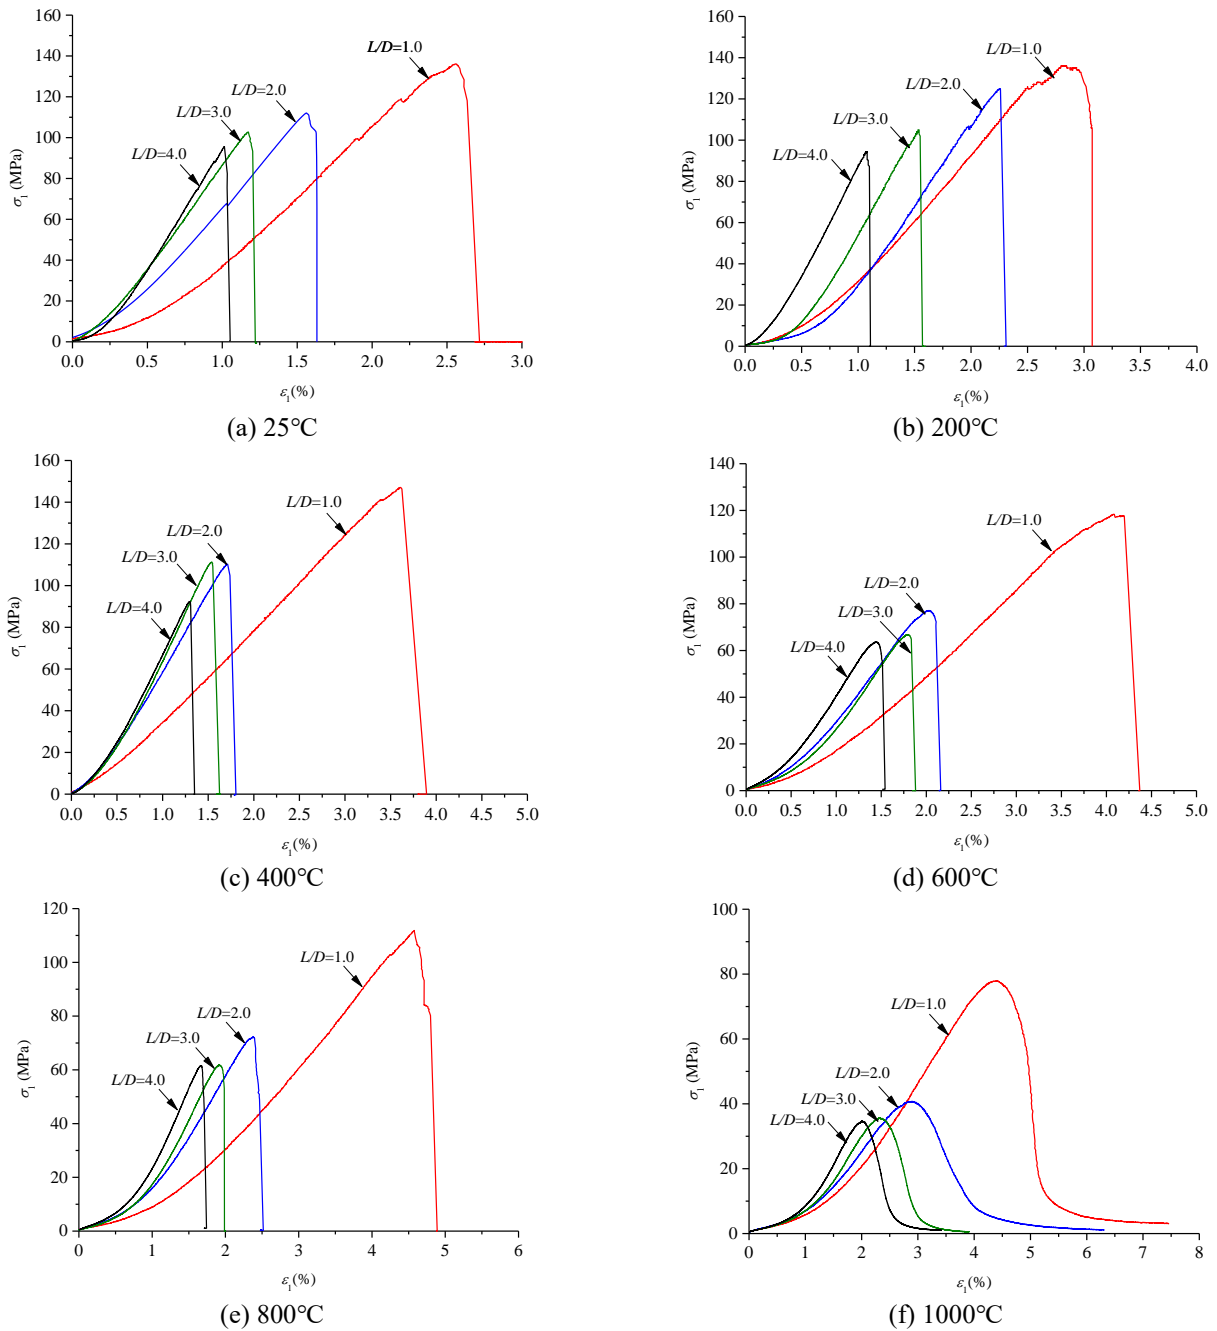 160
140
120
100
80
60
40
20
0
σ₁ (MPa)
L/D=1.0
L/D=2.0
L/D=3.0
L/D=4.0
0.0 0.5 1.0 1.5 2.0 2.5 3.0
ε₁(%)
(a) 25°C
160
140
120
100
80
60
40
20
0
σ₁ (MPa)
L/D=1.0
L/D=2.0
L/D=3.0
L/D=4.0
0.0 0.5 1.0 1.5 2.0 2.5 3.0 3.5 4.0
ε₁(%)
(b) 200°C
160
140
120
100
80
60
40
20
0
σ₁ (MPa)
L/D=1.0
L/D=2.0
L/D=3.0
L/D=4.0
0.0 0.5 1.0 1.5 2.0 2.5 3.0 3.5 4.0 4.5 5.0
ε₁(%)
(c) 400°C
140
120
100
80
60
40
20
0
σ₁ (MPa)
L/D=1.0
L/D=2.0
L/D=3.0
L/D=4.0
0.0 0.5 1.0 1.5 2.0 2.5 3.0 3.5 4.0 4.5 5.0
ε₁(%)
(d) 600°C
120
100
80
60
40
20
0
σ₁ (MPa)
L/D=1.0
L/D=2.0
L/D=3.0
L/D=4.0
0 1 2 3 4 5 6
ε₁(%)
(e) 800°C
100
80
60
40
20
0
σ₁ (MPa)
L/D=1.0
L/D=2.0
L/D=3.0
L/D=4.0
0 1 2 3 4 5 6 7 8
ε₁(%)
(f) 1000°C